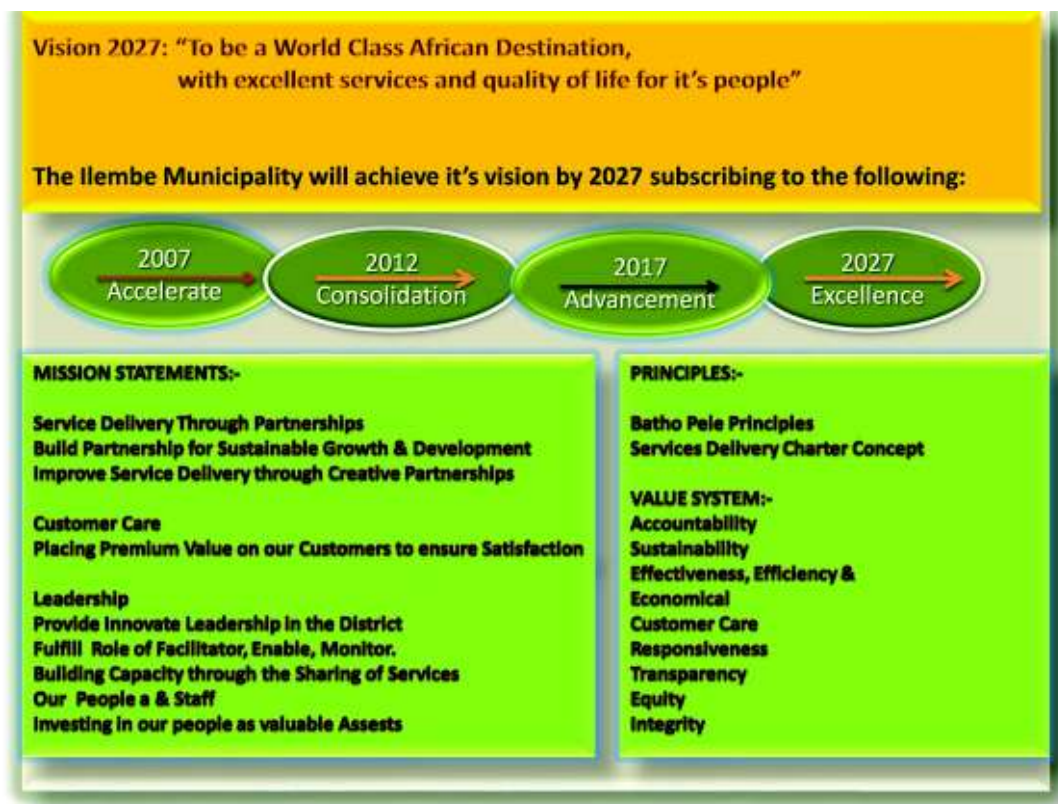 Vision 2027: “To be a World Class African Destination,
with excellent services and quality of life for it’s people”
The Ilembe Municipality will achieve it’s vision by 2027 subscribing to the following:
2007
Accelerate
2012
Consolidation
2017
Advancement
2027
Excellence
MISSION STATEMENTS:-
Service Delivery Through Partnerships
Build Partnership for Sustainable Growth & Development
Improve Service Delivery through Creative Partnerships
Customer Care
Placing Premium Value on our Customers to ensure Satisfaction
Leadership
Provide Innovate Leadership in the District
Fulfill Role of Facilitator, Enable, Monitor.
Building Capacity through the Sharing of Services
Our People a & Staff
Investing in our people as valuable Assests
PRINCIPLES:-
Batho Pele Principles
Services Delivery Charter Concept
VALUE SYSTEM:-
Accountability
Sustainability
Effectiveness, Efficiency &
Economical
Customer Care
Responsiveness
Transparency
Equity
Integrity